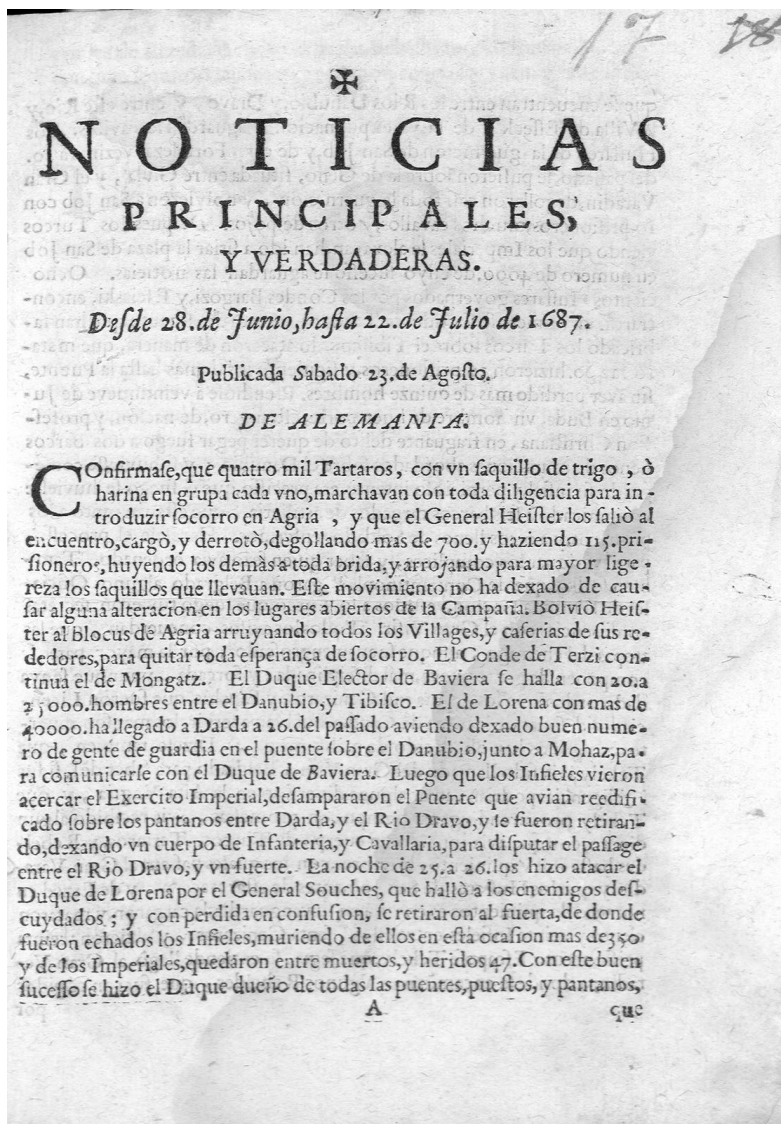 17 18
✠
NOTICIAS
PRINCIPALES,
Y VERDADERAS.
Desde 28. de Junio, hasta 22. de Julio de 1687.
Publicada Sabado 23. de Agosto.
DE ALEMANIA.
COnfirmase, que quatro mil Tartaros, con vn saquillo de trigo, ò
harina en grupa cada vno, marchavan con toda diligencia para in-
troduzir socorro en Agria, y que el General Heister los saliò al
encuentro, cargò, y derrotò, degollando mas de 700. y haziendo 115. pri-
sioneros, huyendo los demàs a toda brida, y arrojando para mayor lige-
reza los saquillos que llevauan. Este movimiento no ha dexado de cau-
sar alguna alteracion en los lugares abiertos de la Campaña. Bolviò Heis-
ter al blocus de Agria arruynando todos los Villages, y caserias de sus re-
dedores, para quitar toda esperança de socorro. El Conde de Terzi con-
tinua el de Mongatz. El Duque Elector de Baviera se halla con 20. a
25000. hombres entre el Danubio, y Tibisco. El de Lorena con mas de
40000. ha llegado a Darda a 26. del passado aviendo dexado buen nume-
ro de gente de guardia en el puente sobre el Danubio, junto a Mohaz, pa-
ra comunicarse con el Duque de Baviera. Luego que los Infieles vieron
acercar el Exercito Imperial, desampararon el Puente que avian reedifi-
cado sobre los pantanos entre Darda, y el Rio Dravo, y se fueron retiran-
do, dexando vn cuerpo de Infanteria, y Cavallaria, para disputar el passage
entre el Rio Dravo, y vn fuerte. La noche de 25. a 26. los hizo atacar el
Duque de Lorena por el General Souches, que hallò a los enemigos des-
cuydados; y con perdida en confusion, se retiraron al fuerta, de donde
fueron echados los Infieles, muriendo de ellos en esta ocasion mas de 350
y de los Imperiales, quedaron entre muertos, y heridos 47. Con este buen
sucesso se hizo el Duque dueño de todas las puentes, puestos, y pantanos,
A que